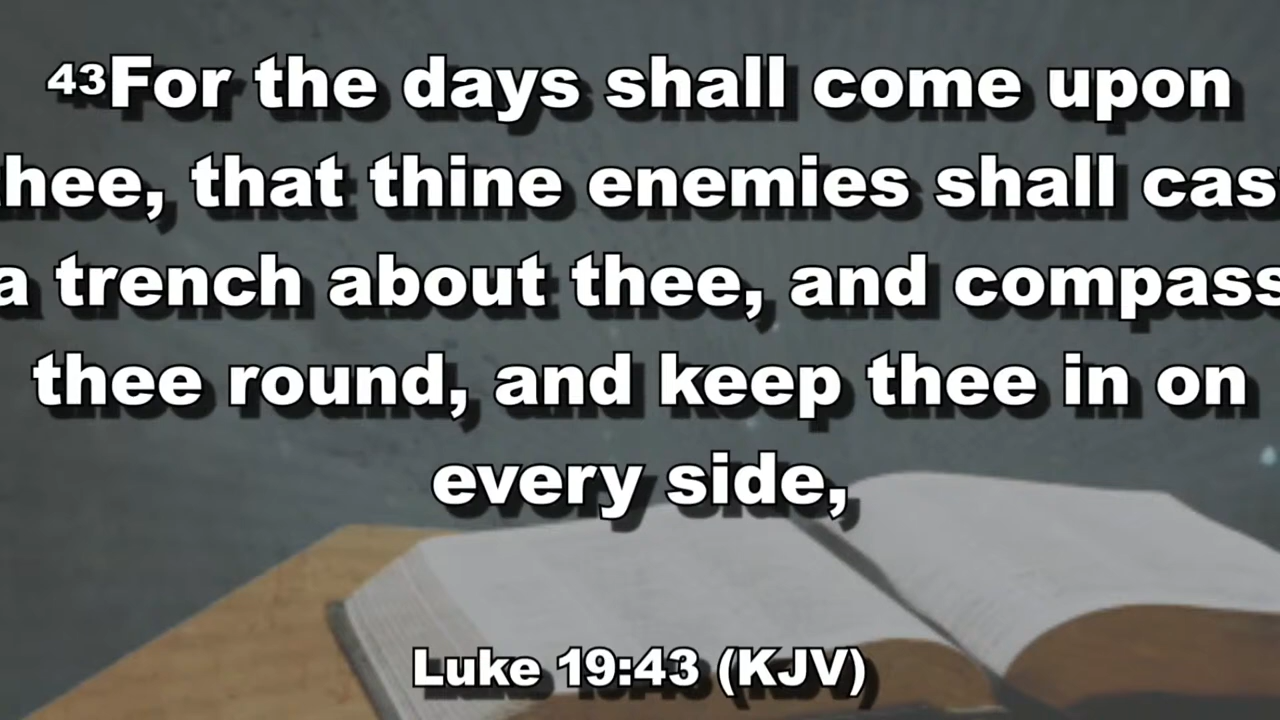 43For the days shall come upon
thee, that thine enemies shall cast
a trench about thee, and compass
thee round, and keep thee in on
every side,
Luke 19:43 (KJV)